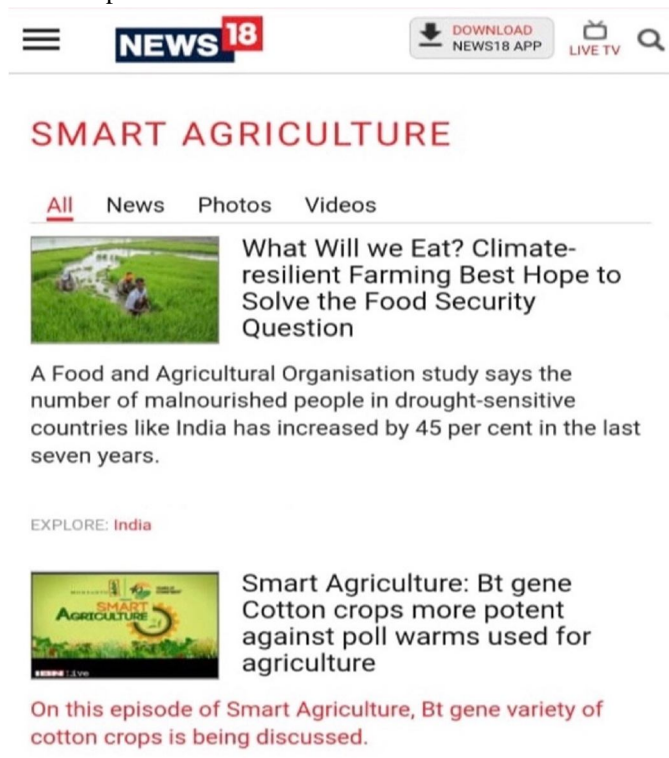 NEWS 18
DOWNLOAD
NEWS18 APP
LIVE TV
SMART AGRICULTURE
All News Photos Videos
What Will we Eat? Climate-
resilient Farming Best Hope to
Solve the Food Security
Question
A Food and Agricultural Organisation study says the
number of malnourished people in drought-sensitive
countries like India has increased by 45 per cent in the last
seven years.
EXPLORE: India
SMART
AGRICULTURE
Smart Agriculture: Bt gene
Cotton crops more potent
against poll warms used for
agriculture
On this episode of Smart Agriculture, Bt gene variety of
cotton crops is being discussed.